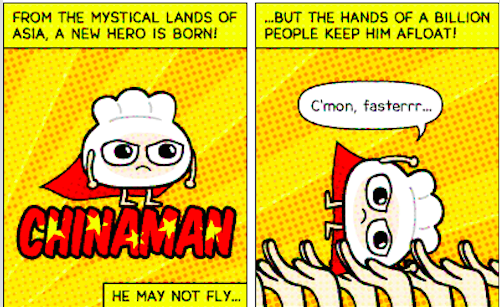 FROM THE MYSTICAL LANDS OF
ASIA, A NEW HERO IS BORN!
CHINAMAN
HE MAY NOT FLY...
...BUT THE HANDS OF A BILLION
PEOPLE KEEP HIM AFLOAT!
C'mon, fasterrr...